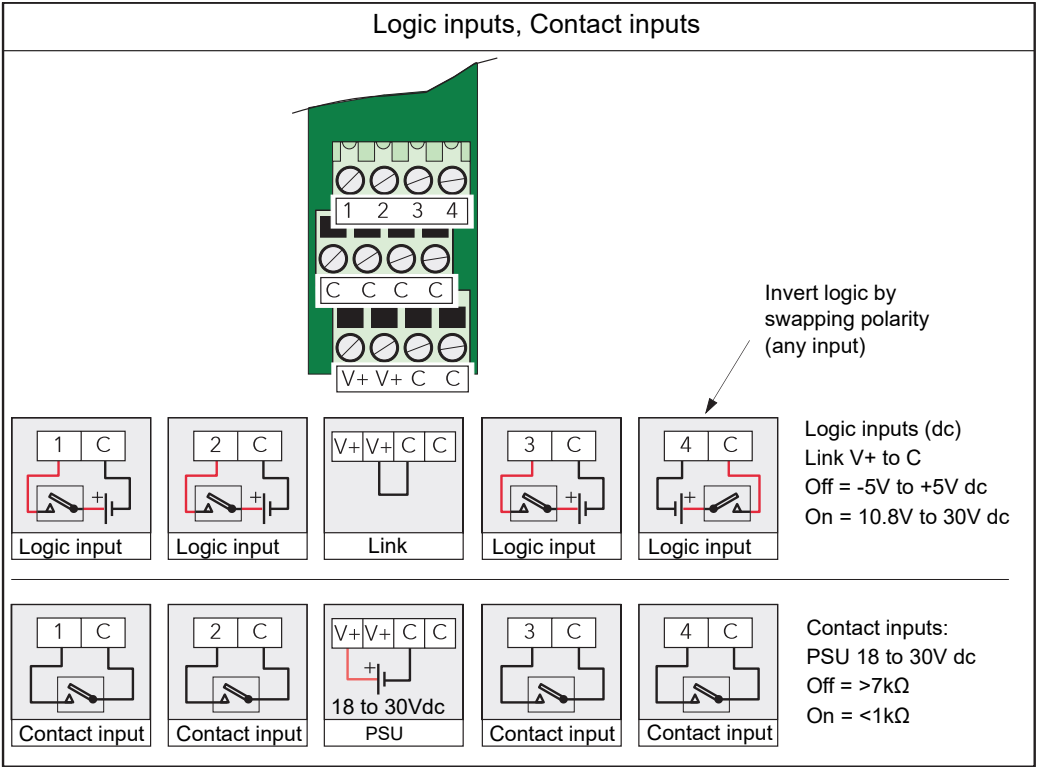 Logic inputs, Contact inputs
1 2 3 4
C C C C
V+ V+ C C
Invert logic by
swapping polarity
(any input)
1 C
+
Logic input
2 C
+
Logic input
V+ V+ C C
Link
3 C
+
Logic input
4 C
+
Logic input
Logic inputs (dc)
Link V+ to C
Off = -5V to +5V dc
On = 10.8V to 30V dc
1 C
Contact input
2 C
Contact input
V+ V+ C C
+
18 to 30Vdc
PSU
3 C
Contact input
4 C
Contact input
Contact inputs:
PSU 18 to 30V dc
Off = >7kΩ
On = <1kΩ